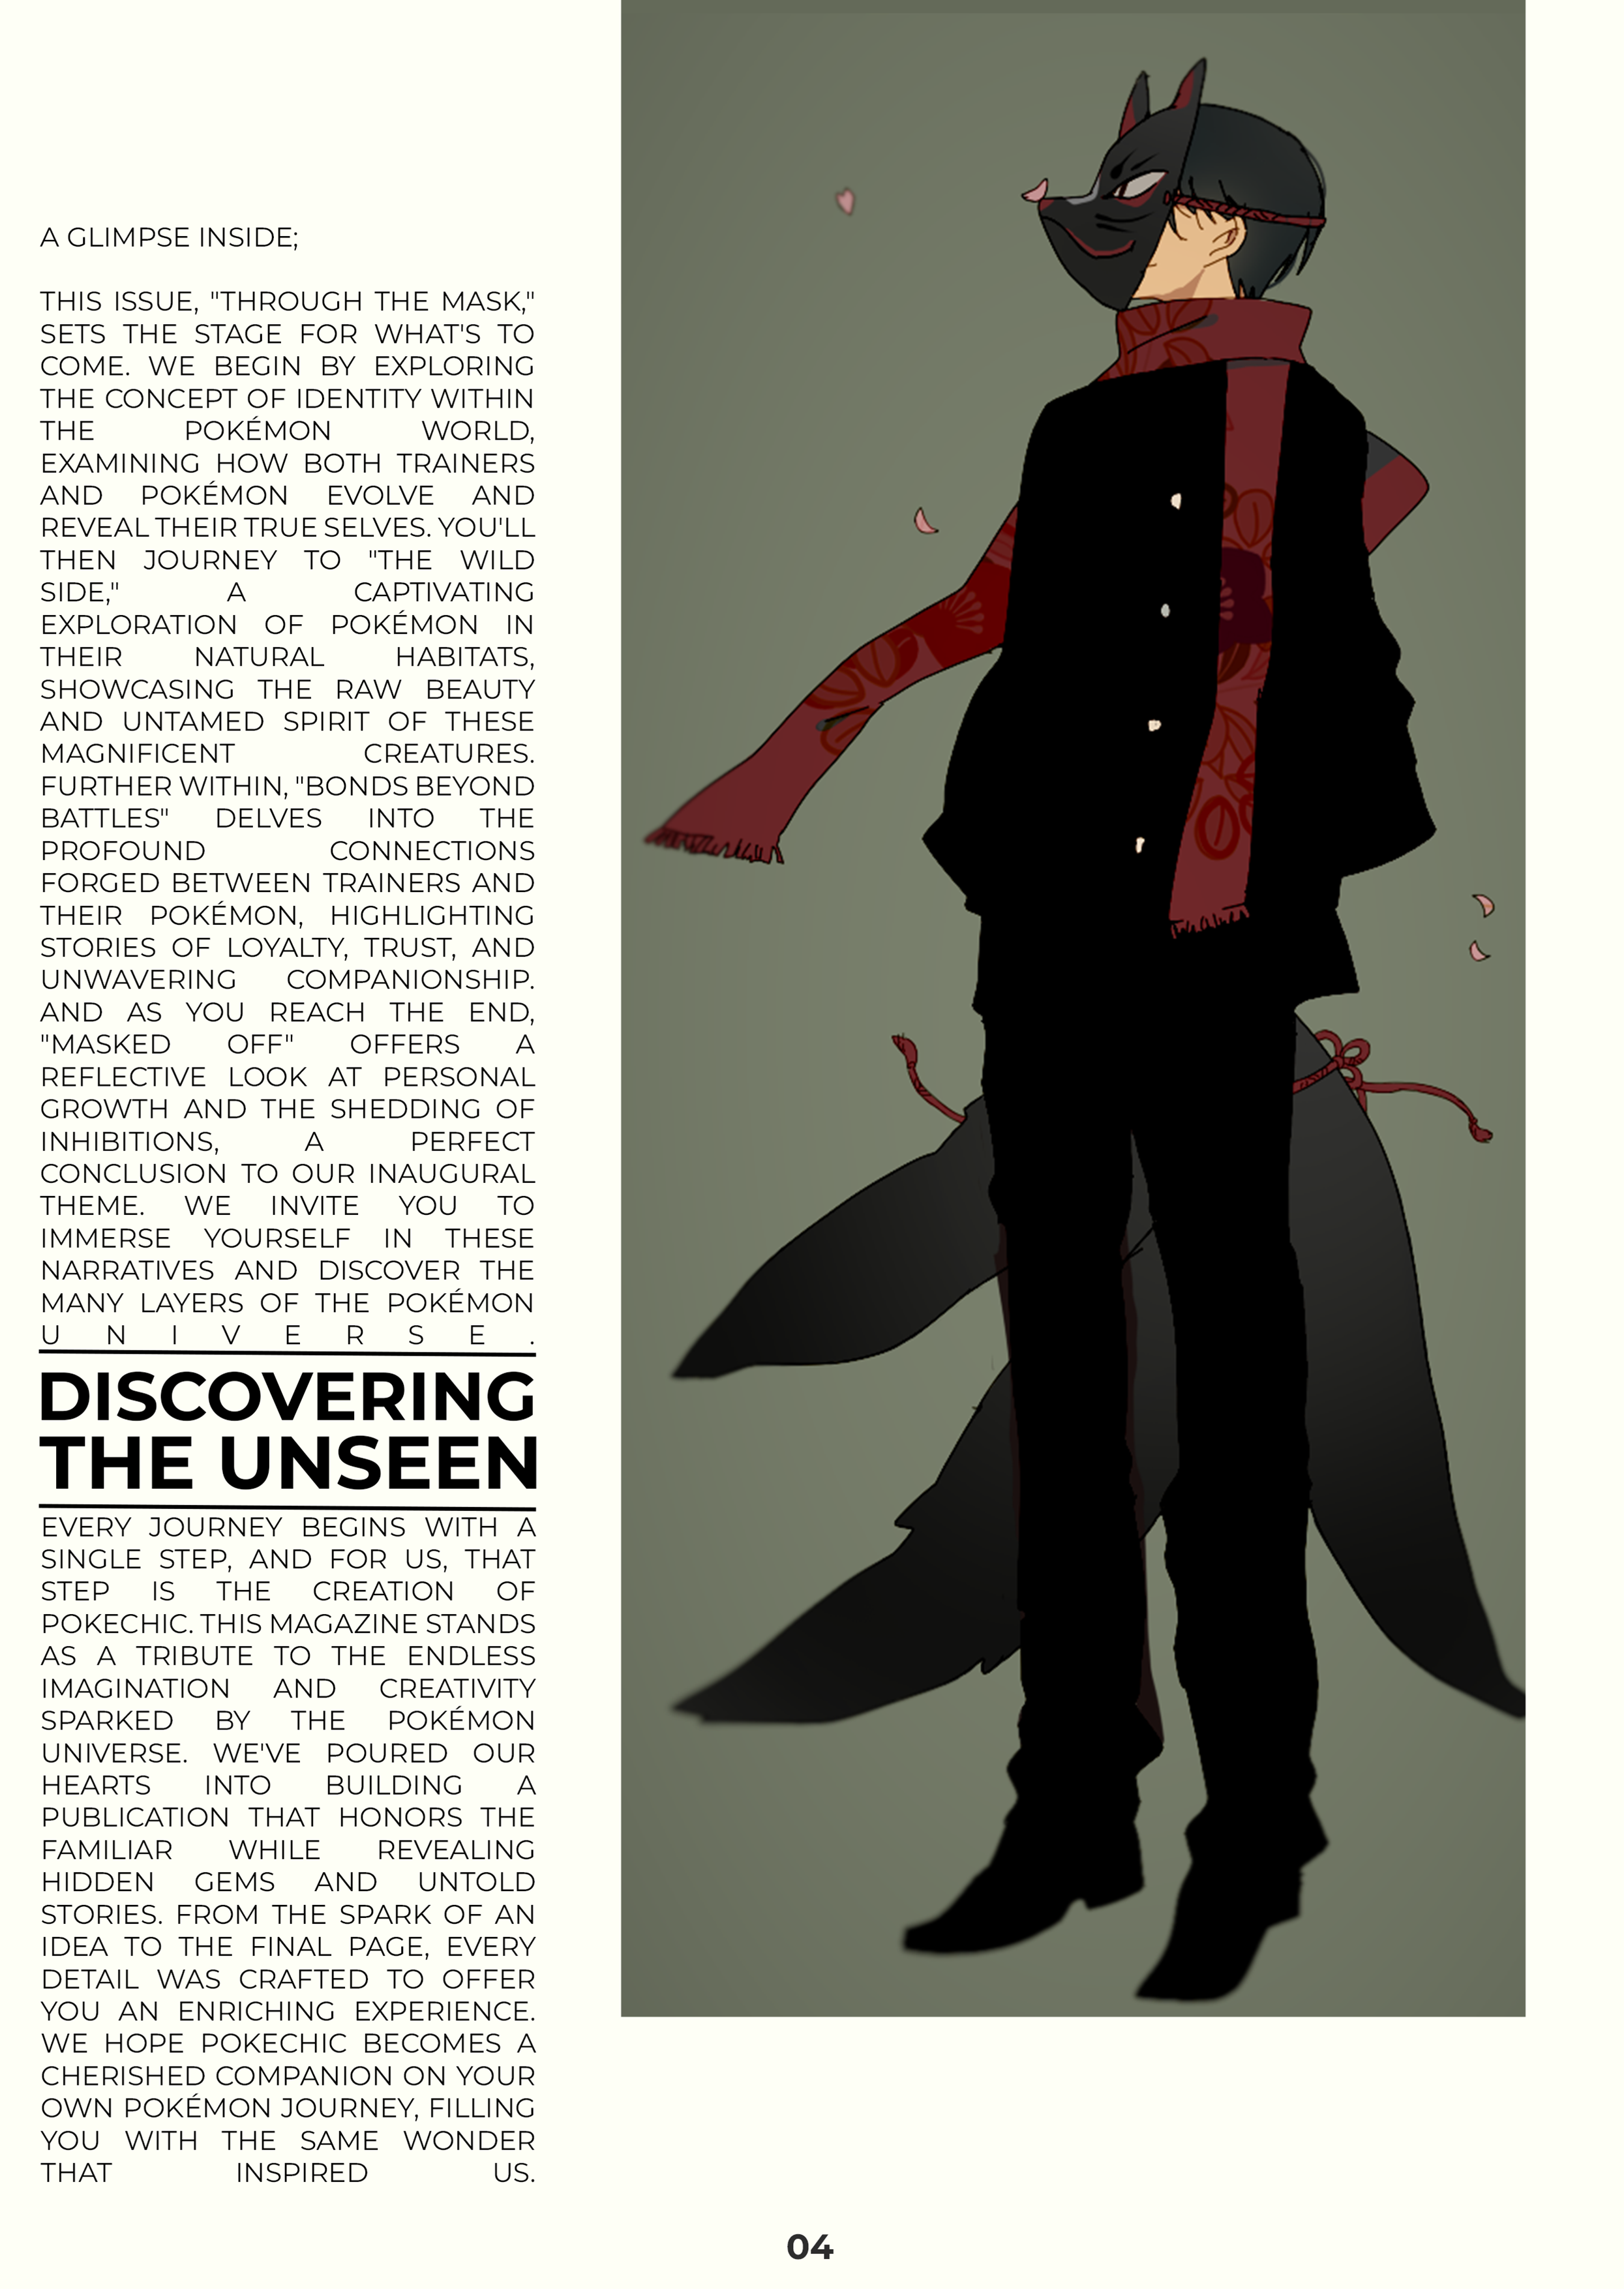 A GLIMPSE INSIDE;
THIS ISSUE, "THROUGH THE MASK,"
SETS THE STAGE FOR WHAT'S TO
COME. WE BEGIN BY EXPLORING
THE CONCEPT OF IDENTITY WITHIN
THE POKÉMON WORLD,
EXAMINING HOW BOTH TRAINERS
AND POKÉMON EVOLVE AND
REVEAL THEIR TRUE SELVES. YOU'LL
THEN JOURNEY TO "THE WILD
SIDE," A CAPTIVATING
EXPLORATION OF POKÉMON IN
THEIR NATURAL HABITATS,
SHOWCASING THE RAW BEAUTY
AND UNTAMED SPIRIT OF THESE
MAGNIFICENT CREATURES.
FURTHER WITHIN, "BONDS BEYOND
BATTLES" DELVES INTO THE
PROFOUND CONNECTIONS
FORGED BETWEEN TRAINERS AND
THEIR POKÉMON, HIGHLIGHTING
STORIES OF LOYALTY, TRUST, AND
UNWAVERING COMPANIONSHIP.
AND AS YOU REACH THE END,
"MASKED OFF" OFFERS A
REFLECTIVE LOOK AT PERSONAL
GROWTH AND THE SHEDDING OF
INHIBITIONS, A PERFECT
CONCLUSION TO OUR INAUGURAL
THEME. WE INVITE YOU TO
IMMERSE YOURSELF IN THESE
NARRATIVES AND DISCOVER THE
MANY LAYERS OF THE POKÉMON
UNIVERSE.
DISCOVERING
THE UNSEEN
EVERY JOURNEY BEGINS WITH A
SINGLE STEP, AND FOR US, THAT
STEP IS THE CREATION OF
POKECHIC. THIS MAGAZINE STANDS
AS A TRIBUTE TO THE ENDLESS
IMAGINATION AND CREATIVITY
SPARKED BY THE POKÉMON
UNIVERSE. WE'VE POURED OUR
HEARTS INTO BUILDING A
PUBLICATION THAT HONORS THE
FAMILIAR WHILE REVEALING
HIDDEN GEMS AND UNTOLD
STORIES. FROM THE SPARK OF AN
IDEA TO THE FINAL PAGE, EVERY
DETAIL WAS CRAFTED TO OFFER
YOU AN ENRICHING EXPERIENCE.
WE HOPE POKECHIC BECOMES A
CHERISHED COMPANION ON YOUR
OWN POKÉMON JOURNEY, FILLING
YOU WITH THE SAME WONDER
THAT INSPIRED US.
04